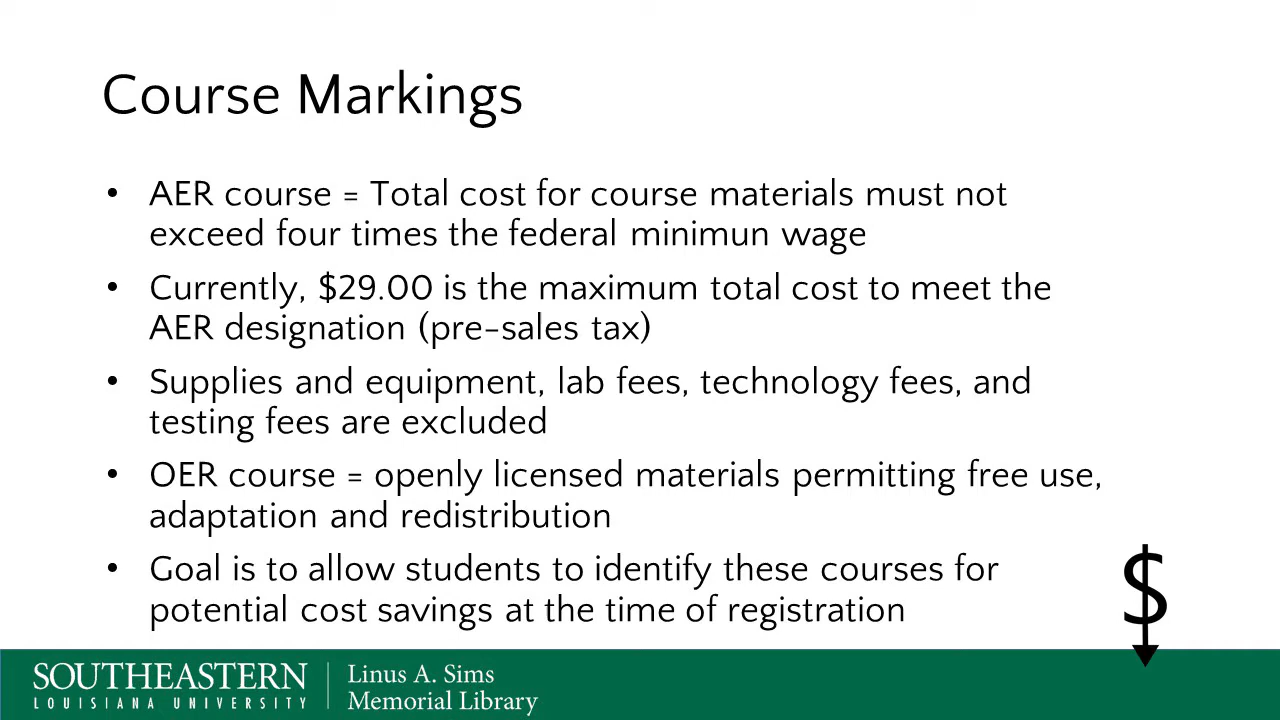 Course Markings
• AER course = Total cost for course materials must not
exceed four times the federal minimun wage
• Currently, $29.00 is the maximum total cost to meet the
AER designation (pre-sales tax)
• Supplies and equipment, lab fees, technology fees, and
testing fees are excluded
• OER course = openly licensed materials permitting free use,
adaptation and redistribution
• Goal is to allow students to identify these courses for
potential cost savings at the time of registration
$
SOUTHEASTERN
LOUISIANA UNIVERSITY
Linus A. Sims
Memorial Library